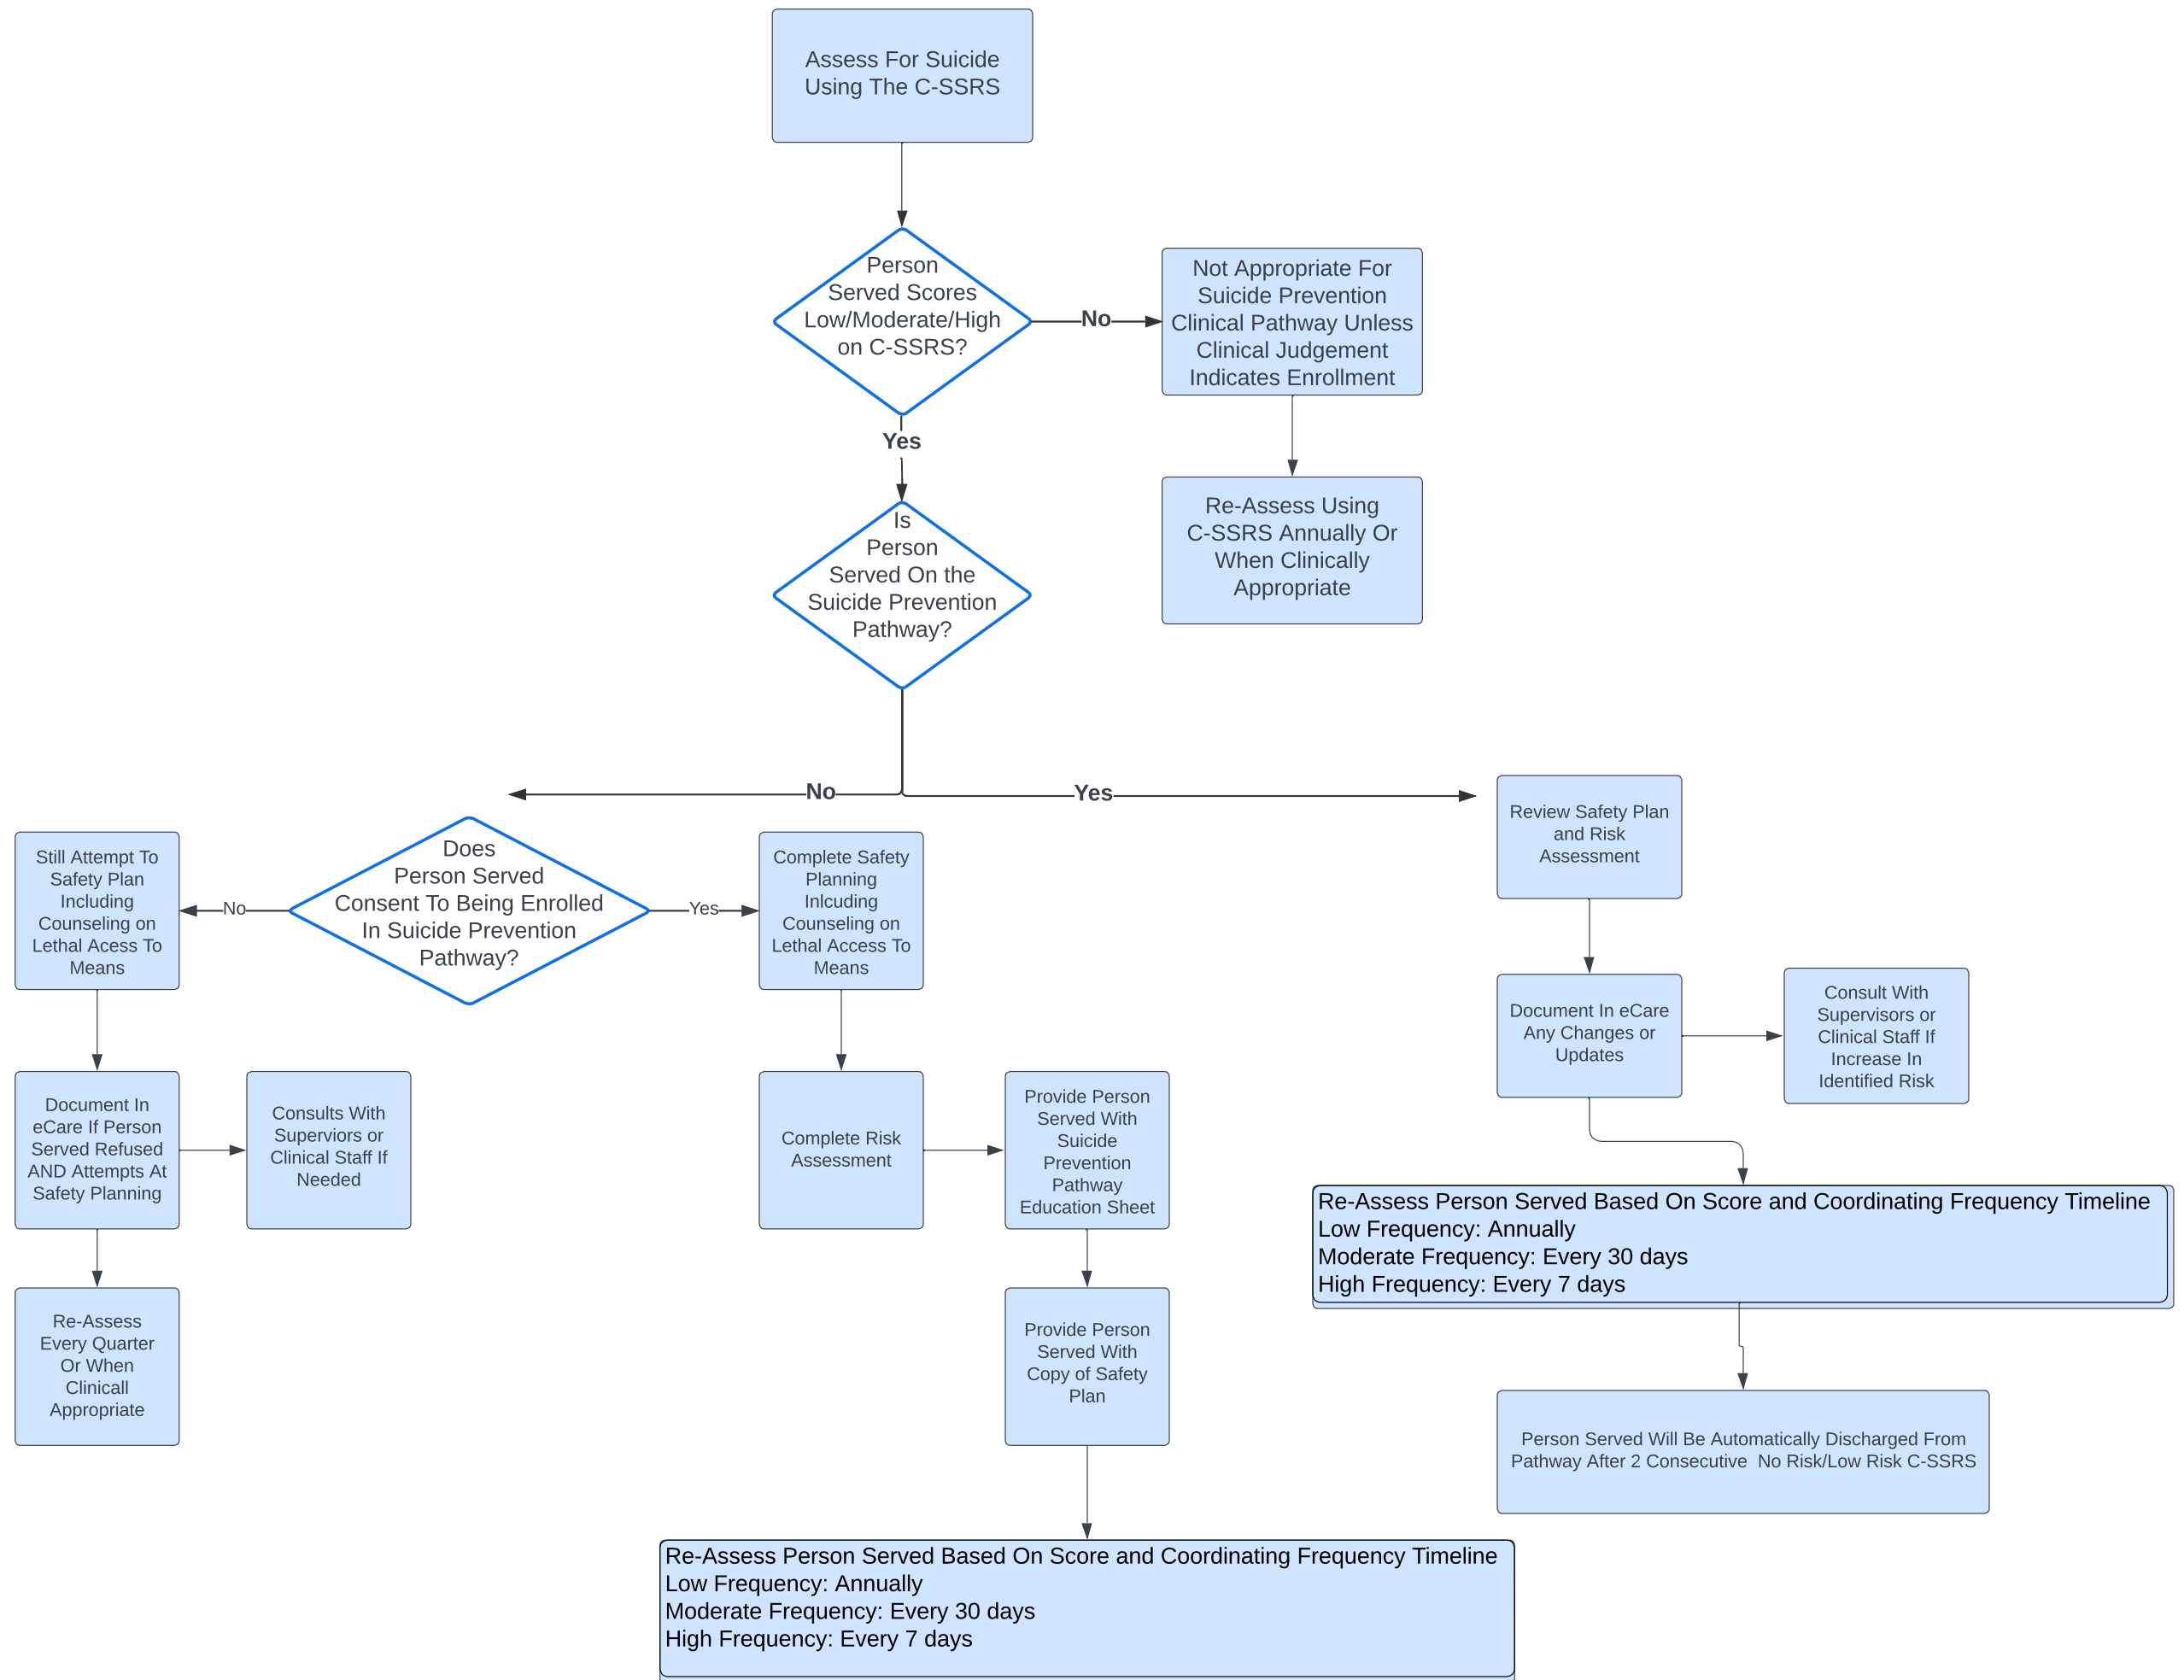 Assess For Suicide
Using The C-SSRS
Person
Served Scores
Low/Moderate/High
on C-SSRS?
No
Not Appropriate For
Suicide Prevention
Clinical Pathway Unless
Clinical Judgement
Indicates Enrollment
Yes
Re-Assess Using
C-SSRS Annually Or
When Clinically
Appropriate
Is
Person
Served On the
Suicide Prevention
Pathway?
No
Yes
Still Attempt To
Safety Plan
Including
Counseling on
Lethal Acess To
Means
No
Does
Person Served
Consent To Being Enrolled
In Suicide Prevention
Pathway?
Yes
Complete Safety
Planning
Inlcuding
Counseling on
Lethal Access To
Means
Review Safety Plan
and Risk
Assessment
Document In eCare
Any Changes or
Updates
Consult With
Supervisors or
Clinical Staff If
Increase In
Identified Risk
Document In
eCare If Person
Served Refused
AND Attempts At
Safety Planning
Consults With
Superviors or
Clinical Staff If
Needed
Complete Risk
Assessment
Provide Person
Served With
Suicide
Prevention
Pathway
Education Sheet
Re-Assess Person Served Based On Score and Coordinating Frequency Timeline
Low Frequency: Annually
Moderate Frequency: Every 30 days
High Frequency: Every 7 days
Re-Assess
Every Quarter
Or When
Clinicall
Appropriate
Provide Person
Served With
Copy of Safety
Plan
Person Served Will Be Automatically Discharged From
Pathway After 2 Consecutive  No Risk/Low Risk C-SSRS
Re-Assess Person Served Based On Score and Coordinating Frequency Timeline
Low Frequency: Annually
Moderate Frequency: Every 30 days
High Frequency: Every 7 days